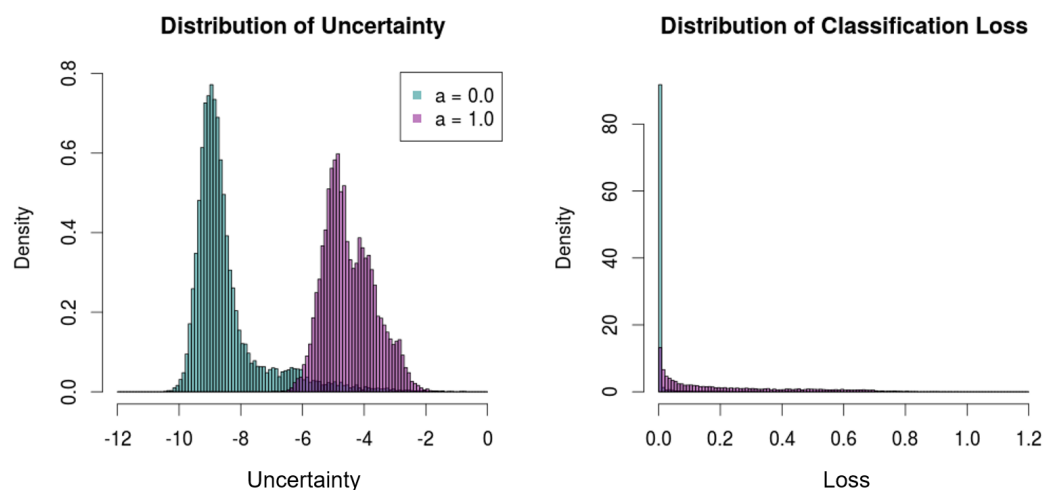 Distribution of Uncertainty
0.8
0.6
0.4
0.2
0.0
Density
a = 0.0
a = 1.0
-12 -10 -8 -6 -4 -2 0
Uncertainty
Distribution of Classification Loss
80
60
40
20
0
Density
0.0 0.2 0.4 0.6 0.8 1.0 1.2
Loss